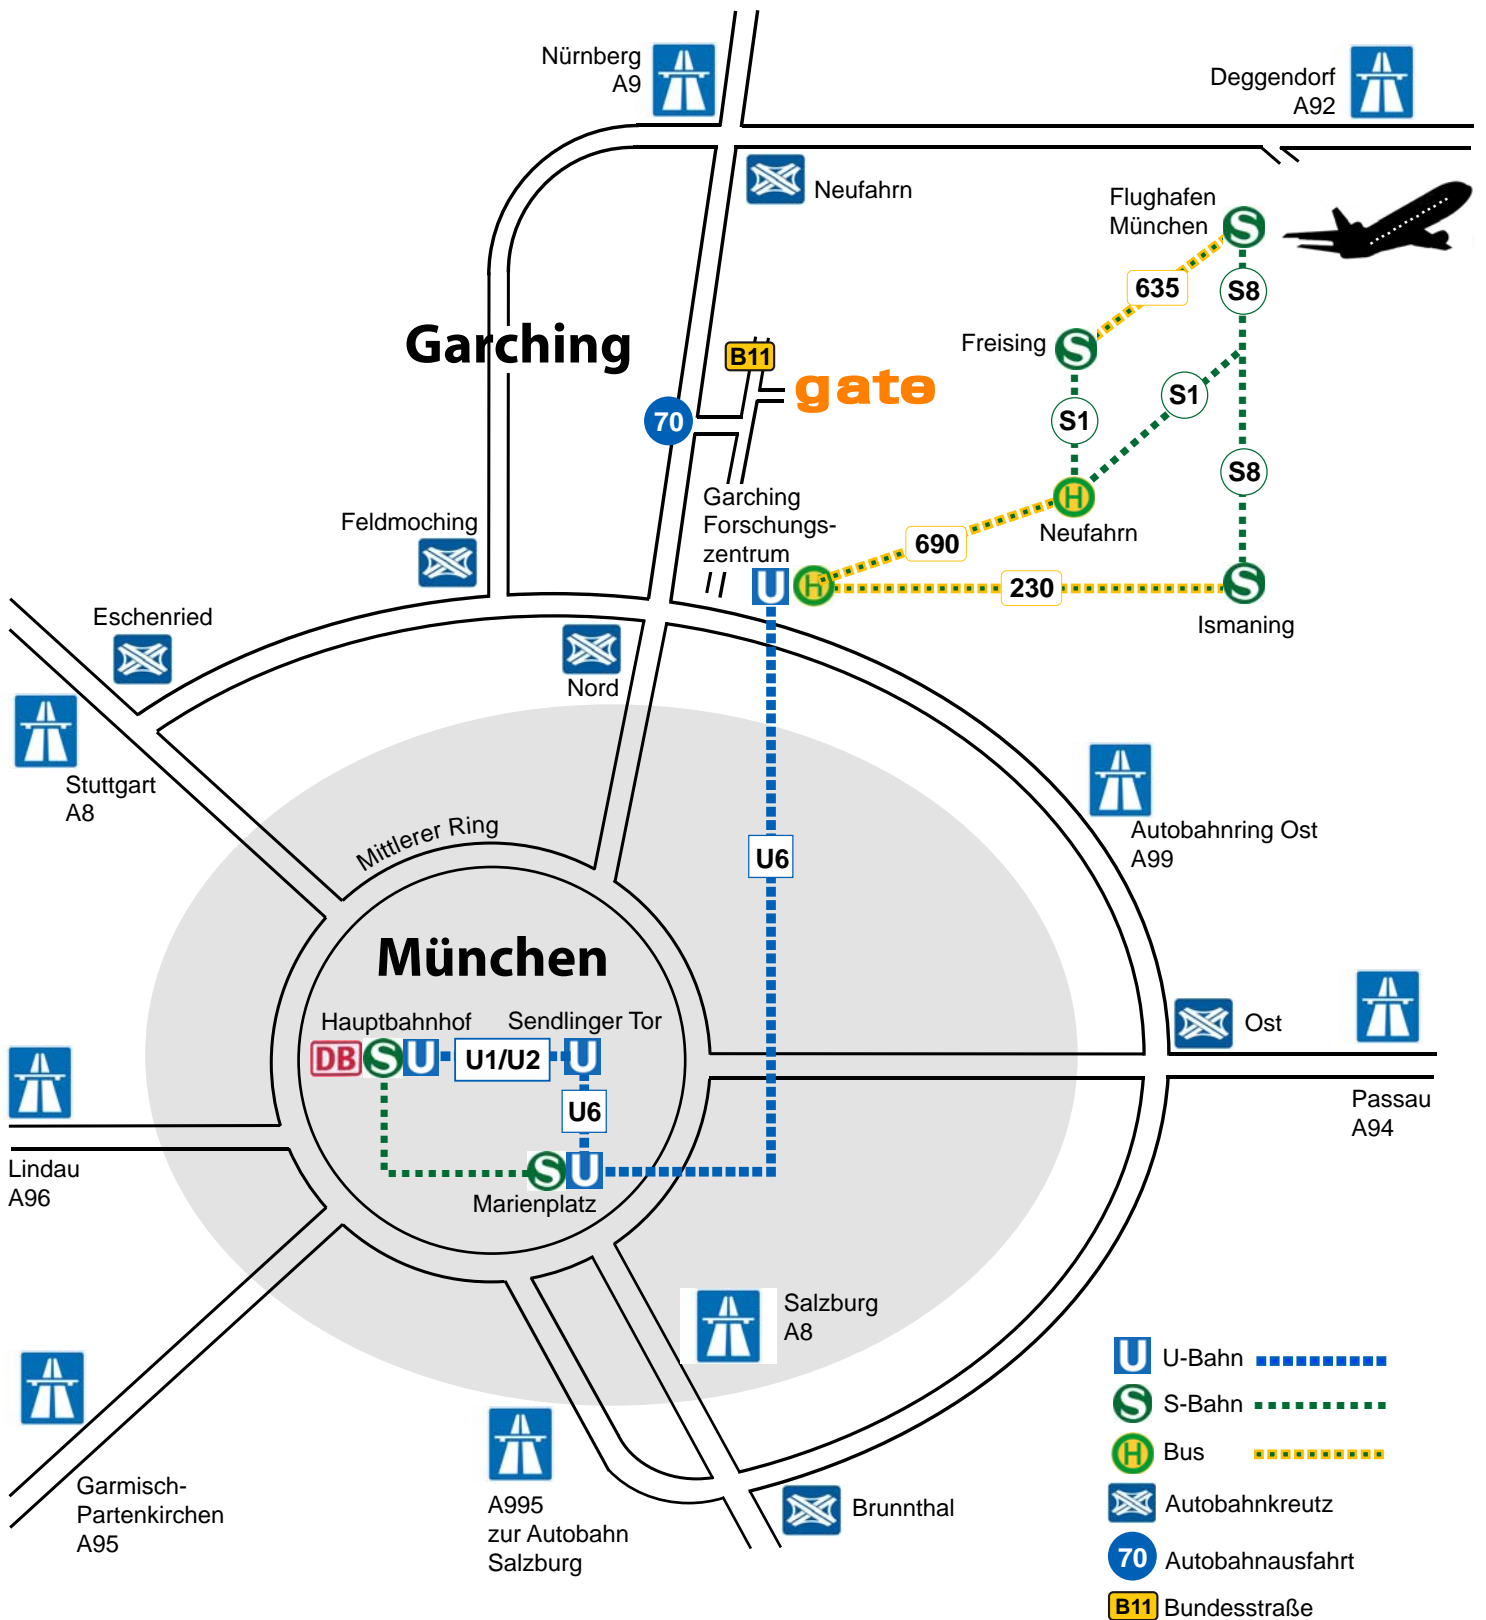 Nürnberg
A9
Deggendorf
A92
Neufahrn
Flughafen
München
S
635
S8
Garching
B11
gate
Freising
S
S1
S1
70
S8
Garching
Forschungs-
zentrum
Feldmoching
690
H
Neufahrn
U
H
230
S
Ismaning
Eschenried
Nord
Stuttgart
A8
Mittlerer Ring
Autobahnring Ost
A99
U6
München
Hauptbahnhof
Sendlinger Tor
DB
S
U
U1/U2
U
Ost
U6
Passau
A94
Lindau
A96
S
U
Marienplatz
Salzburg
A8
Garmisch-
Partenkirchen
A95
A995
zur Autobahn
Salzburg
Brunnthal
U
U-Bahn
S
S-Bahn
H
Bus
Autobahnkreutz
70
Autobahnausfahrt
B11
Bundesstraße